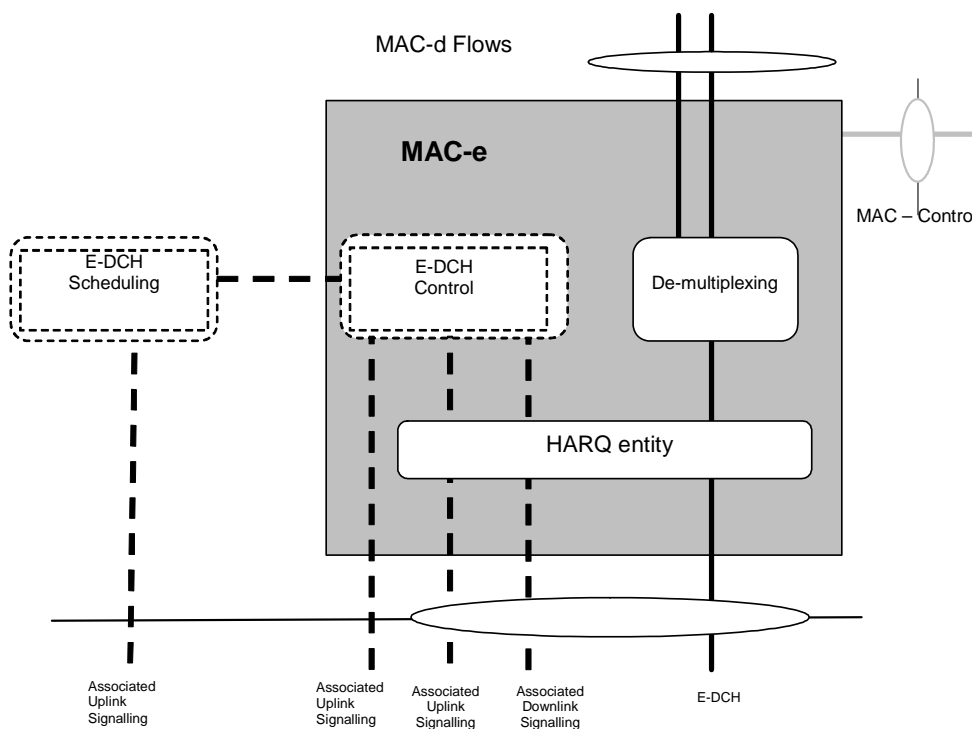 MAC-d Flows
MAC-e
MAC – Control
E-DCH
Scheduling
E-DCH
Control
De-multiplexing
HARQ entity
Associated
Uplink
Signalling
Associated
Uplink
Signalling
Associated
Uplink
Signalling
Associated
Downlink
Signalling
E-DCH